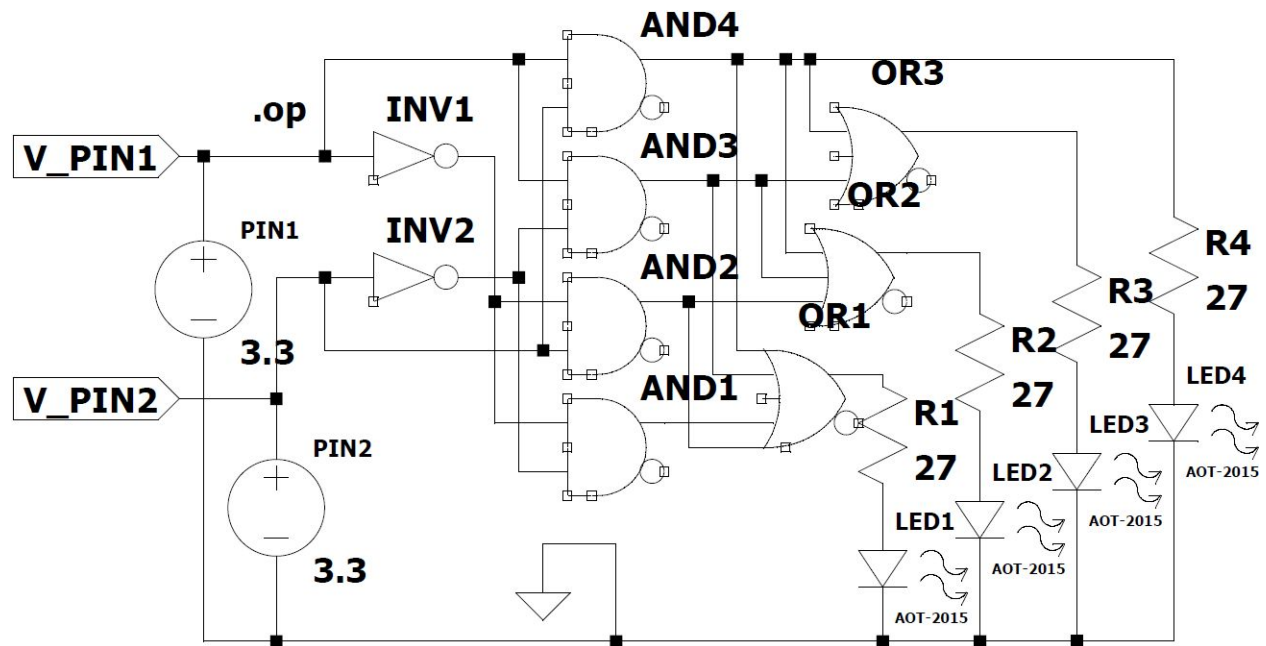 AND4
OR3
.op
INV1
V_PIN1
AND3
OR2
PIN1
INV2
R4
AND2
R3
27
OR1
3.3
R2
27
V_PIN2
27
LED4
AND1
R1
LED3
PIN2
27
LED2
AOT-2015
LED1
AOT-2015
3.3
AOT-2015
AOT-2015